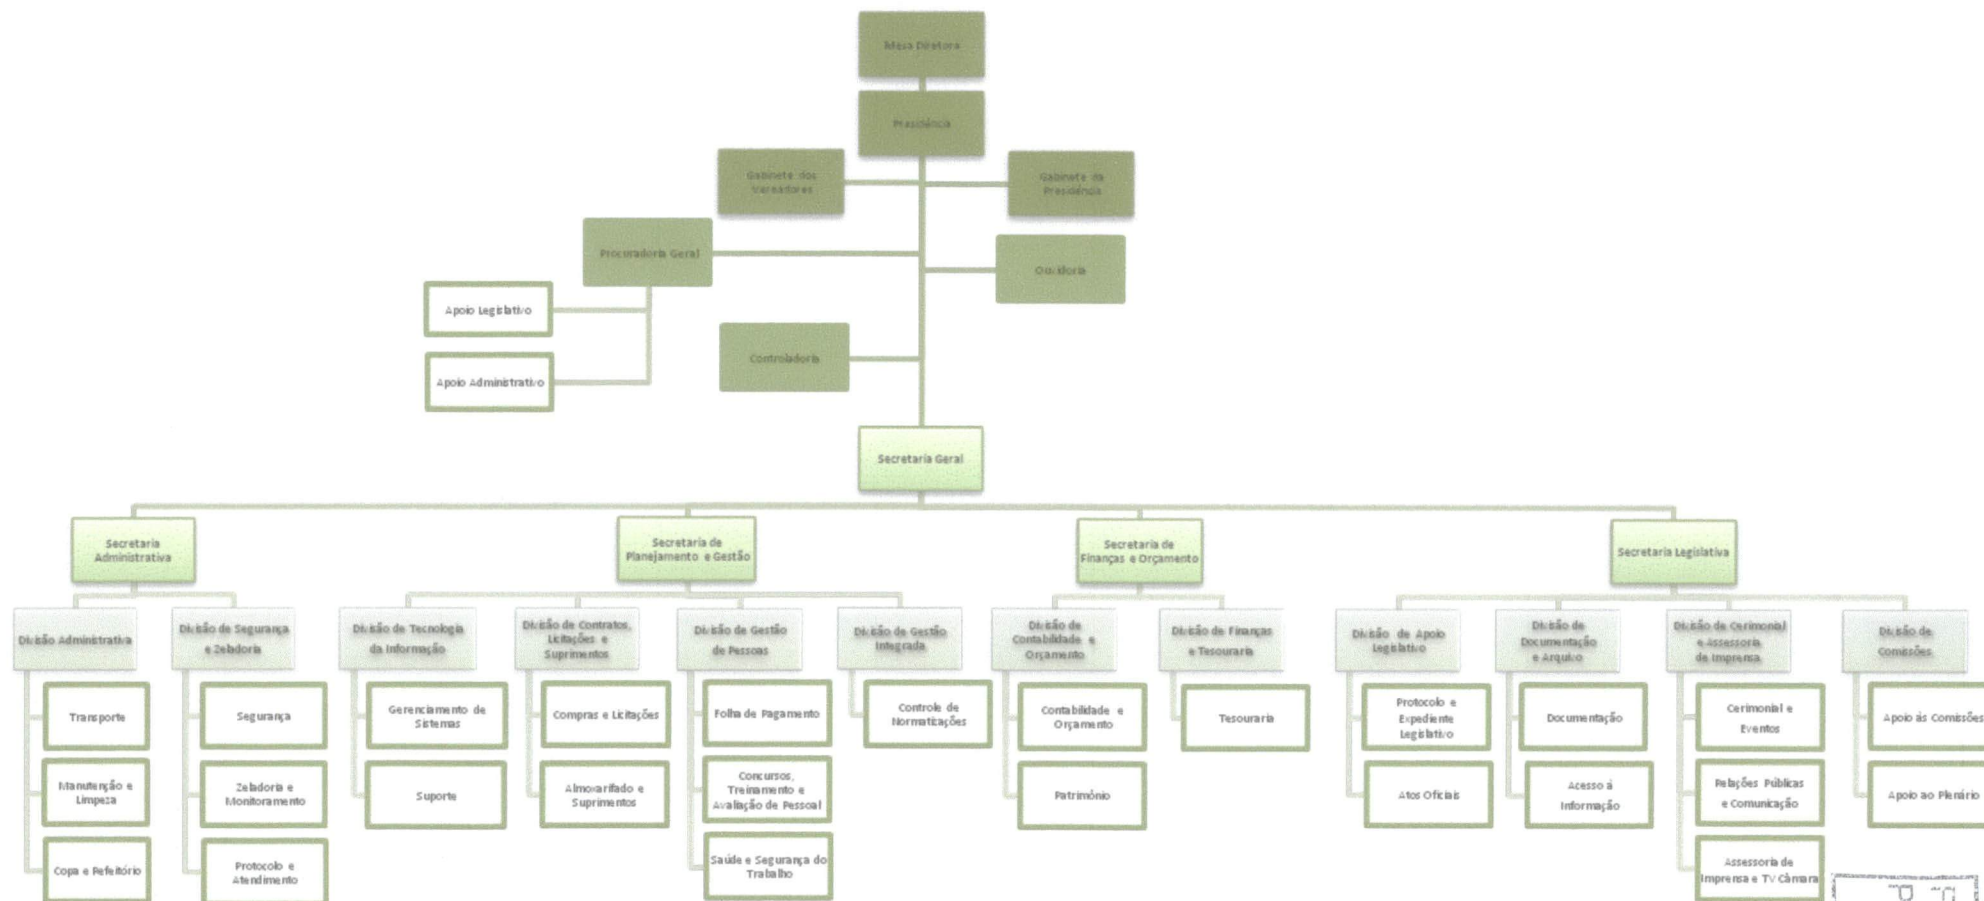 Mesa Diretora
Presidência
Gabinete dos
Vereadores
Gabinete da
Presidência
Procuradoria Geral
Ouvidoria
Apoio Legislativo
Controladoria
Apoio Administrativo
Secretaria Geral
Secretaria
Administrativa
Secretaria de
Planejamento e Gestão
Secretaria de
Finanças e Orçamento
Secretaria Legislativa
Divisão Administrativa
Divisão de Segurança
e Zeladoria
Divisão de Tecnologia
da Informação
Divisão de Contratos,
Licitações e
Suprimentos
Divisão de Gestão
de Pessoas
Divisão de Gestão
Integrada
Divisão de
Contabilidade e
Orçamento
Divisão de Finanças
e Tesouraria
Divisão de Apoio
Legislativo
Divisão de
Documentação
e Arquivo
Divisão de Cerimonial
e Assessoria
de Imprensa
Divisão de
Comissões
Transporte
Segurança
Gerenciamento de
Sistemas
Compras e Licitações
Folha de Pagamento
Controle de
Normatizações
Contabilidade e
Orçamento
Tesouraria
Protocolo e
Expediente
Legislativo
Documentação
Cerimonial e
Eventos
Apoio às Comissões
Manutenção e
Limpeza
Zeladoria e
Monitoramento
Suporte
Almoxarifado e
Suprimentos
Concursos,
Treinamento e
Avaliação de Pessoal
Patrimônio
Atos Oficiais
Acesso à
Informação
Relações Públicas
e Comunicação
Apoio ao Plenário
Copa e Refeitório
Protocolo e
Atendimento
Saúde e Segurança do
Trabalho
Assessoria de
Imprensa e TV Câmara